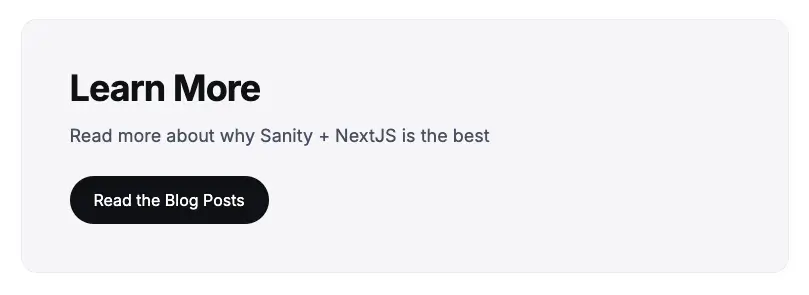 Learn More
Read more about why Sanity + NextJS is the best
Read the Blog Posts